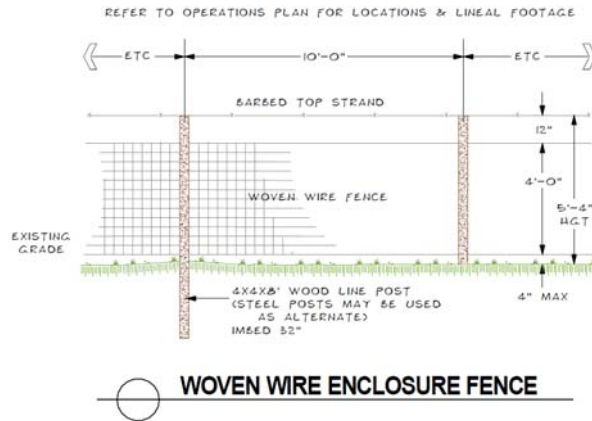 REFER TO OPERATIONS PLAN FOR LOCATIONS & LINEAL FOOTAGE
ETC
10'-0"
ETC
BARBED TOP STRAND
12"
4'-0"
WOVEN WIRE FENCE
5'-4"
HGT
EXISTING
GRADE
4X4X8' WOOD LINE POST
(STEEL POSTS MAY BE USED
AS ALTERNATE)
IMBED 32"
4" MAX
WOVEN WIRE ENCLOSURE FENCE